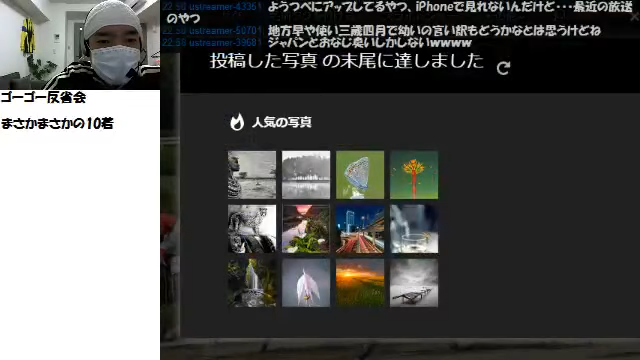 22:58 ustreamer-43351 ようつべにアップしてるやつ、iPhoneで見れないんだけど・・・最近の放送のやつ
22:58 ustreamer-50701 地方早や使い三歳四月で幼いの言い訳もどうかなとは思うけどね
22:59 ustreamer-39681 ジャパンとおなじ臭いしかしないwwwww
投稿した写真 の末尾に達しました
ゴーゴー反省会
まさかまさかの10着
人気の写真